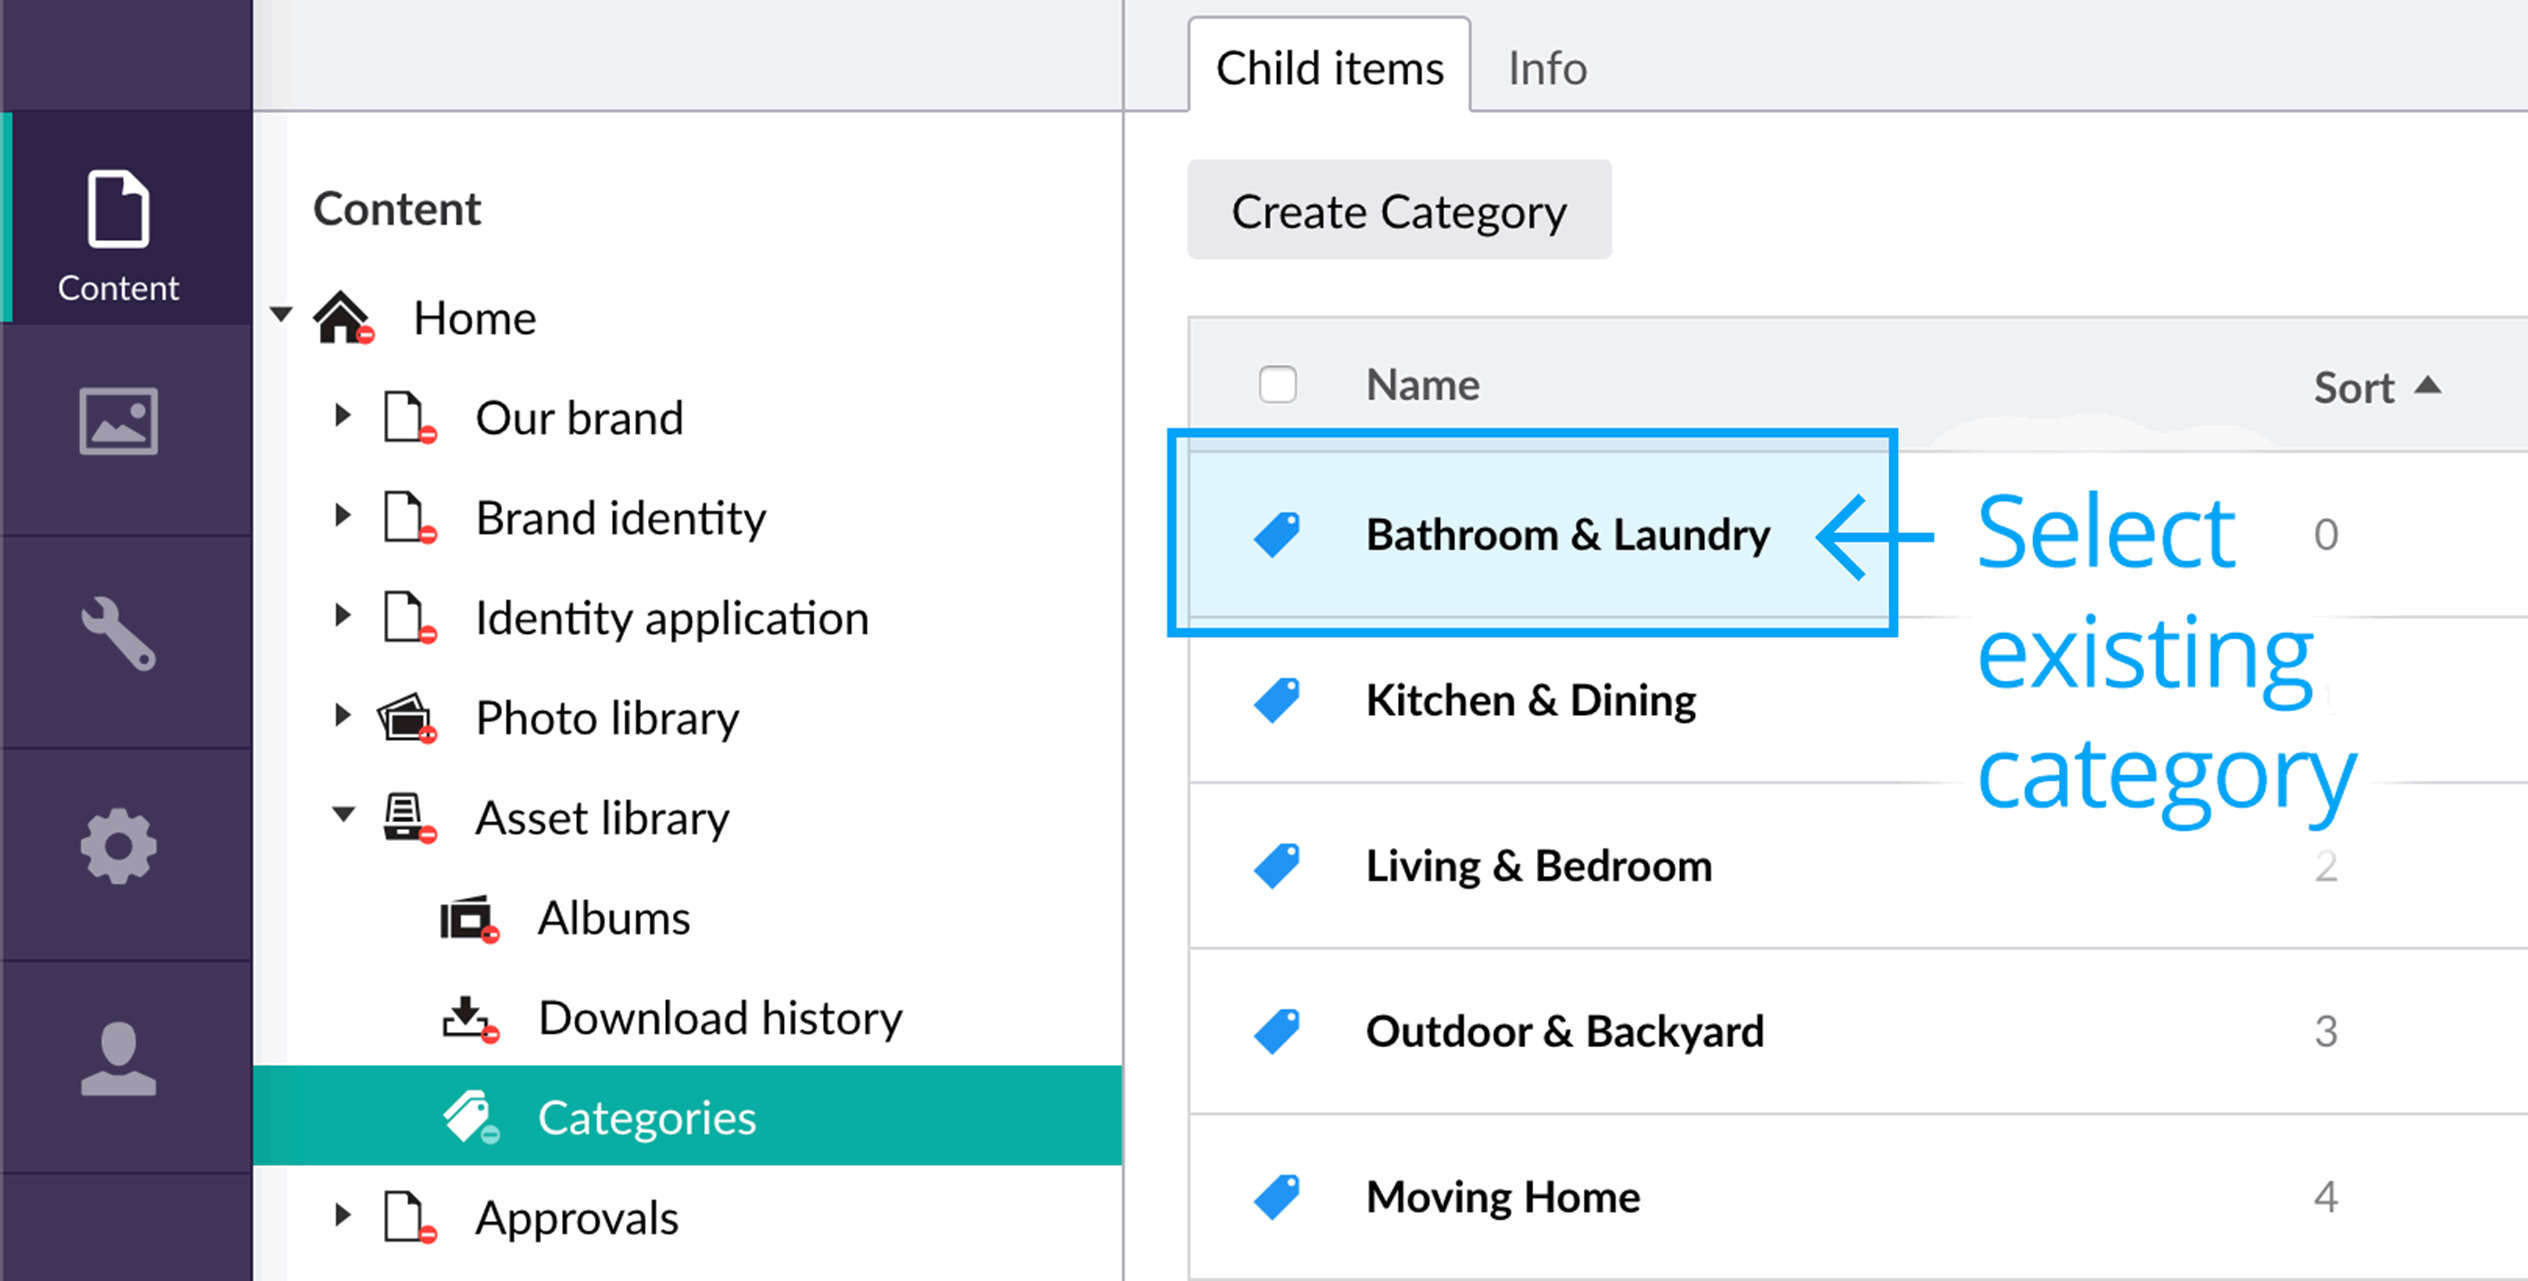 Child items Info
Content
Create Category
Content
Home
Name Sort
Our brand
Brand identity
Bathroom & Laundry
Select
0
Identity application
existing
Kitchen & Dining
Photo library
category
Asset library
Living & Bedroom
2
Albums
Download history
Outdoor & Backyard
3
Categories
Moving Home
4
Approvals